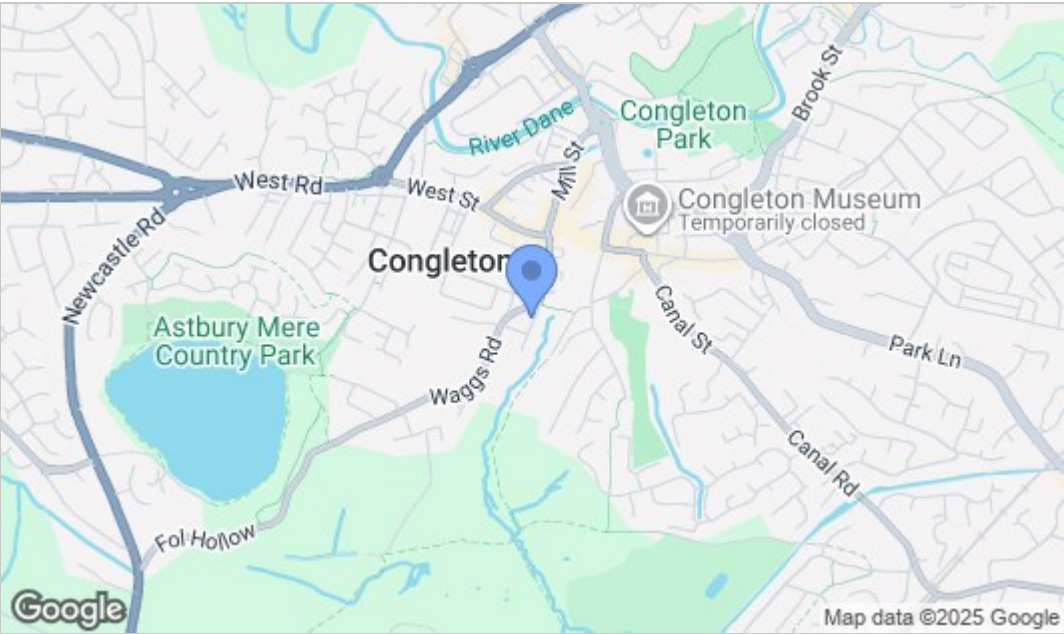 Brook St
Congleton
Park
River Dane
Mill St
West Rd
West St
Congleton Museum
Temporarily closed
Newcastle Rd
Congleton
Canal St
Astbury Mere
Country Park
Park Ln
Waggs Rd
Canal Rd
Fol Hollow
Google
Map data ©2025 Google